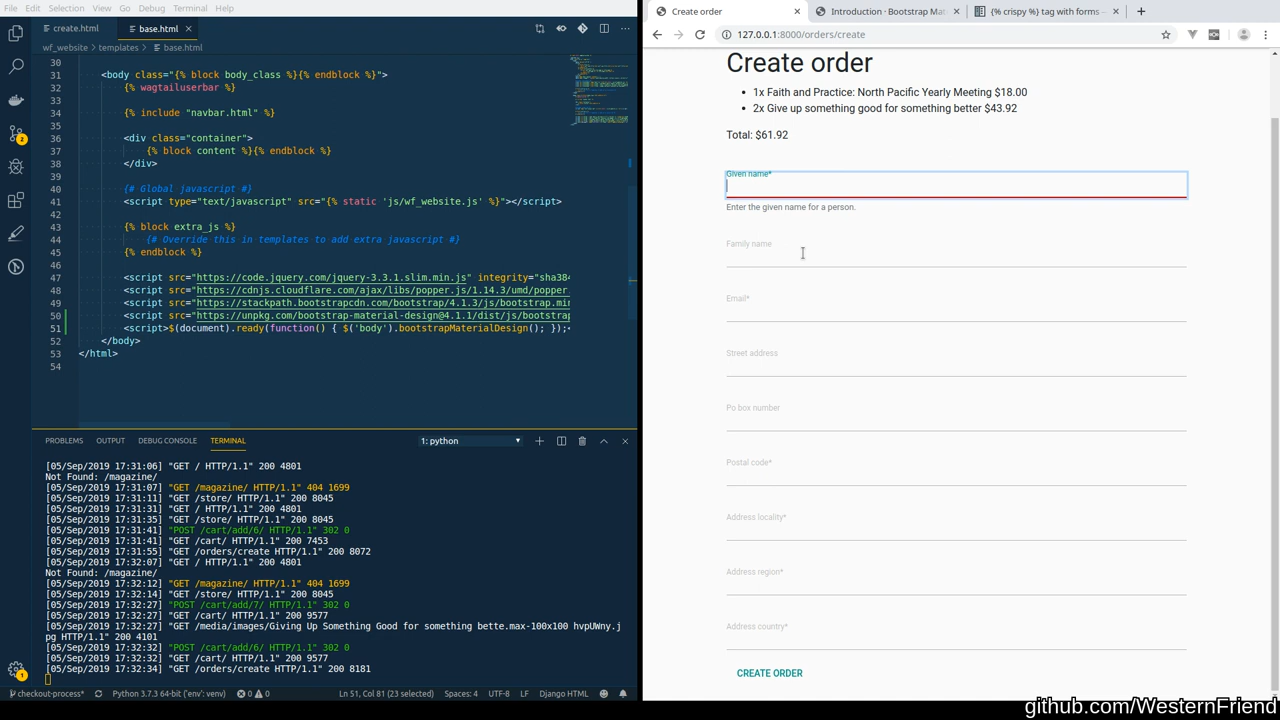 File Edit Selection View Go Debug Terminal Help
create.html
base.html
wf_website › templates › base.html
30
31 <body class="{% block body_class %}{% endblock %}">
32 {% wagtailuserbar %}
33
34 {% include "navbar.html" %}
35
36 <div class="container">
37 {% block content %}{% endblock %}
38 </div>
39
40 {# Global javascript #}
41 <script type="text/javascript" src="{% static 'js/wf_website.js' %}"></script>
42
43 {% block extra_js %}
44 {# Override this in templates to add extra javascript #}
45 {% endblock %}
46
47 <script src="https://code.jquery.com/jquery-3.3.1.slim.min.js" integrity="sha384
48 <script src="https://cdnjs.cloudflare.com/ajax/libs/popper.js/1.14.3/umd/popper.
49 <script src="https://stackpath.bootstrapcdn.com/bootstrap/4.1.3/js/bootstrap.min
50 <script src="https://unpkg.com/bootstrap-material-design@4.1.1/dist/js/bootstrap
51 <script>$(document).ready(function() { $('body').bootstrapMaterialDesign(); });<
52 </body>
53 </html>
54
PROBLEMS OUTPUT DEBUG CONSOLE TERMINAL 1: python
[05/Sep/2019 17:31:06] "GET / HTTP/1.1" 200 4801
Not Found: /magazine/
[05/Sep/2019 17:31:07] "GET /magazine/ HTTP/1.1" 404 1699
[05/Sep/2019 17:31:11] "GET /store/ HTTP/1.1" 200 8045
[05/Sep/2019 17:31:31] "GET / HTTP/1.1" 200 4801
[05/Sep/2019 17:31:35] "GET /store/ HTTP/1.1" 200 8045
[05/Sep/2019 17:31:41] "POST /cart/add/6/ HTTP/1.1" 302 0
[05/Sep/2019 17:31:41] "GET /cart/ HTTP/1.1" 200 7453
[05/Sep/2019 17:31:55] "GET /orders/create HTTP/1.1" 200 8072
[05/Sep/2019 17:32:07] "GET / HTTP/1.1" 200 4801
Not Found: /magazine/
[05/Sep/2019 17:32:12] "GET /magazine/ HTTP/1.1" 404 1699
[05/Sep/2019 17:32:14] "GET /store/ HTTP/1.1" 200 8045
[05/Sep/2019 17:32:27] "POST /cart/add/7/ HTTP/1.1" 302 0
[05/Sep/2019 17:32:27] "GET /cart/ HTTP/1.1" 200 9577
[05/Sep/2019 17:32:27] "GET /media/images/Giving Up Something Good for something bette.max-100x100 hvpUWny.j
pg HTTP/1.1" 200 4101
[05/Sep/2019 17:32:32] "POST /cart/add/6/ HTTP/1.1" 302 0
[05/Sep/2019 17:32:32] "GET /cart/ HTTP/1.1" 200 9577
[05/Sep/2019 17:32:34] "GET /orders/create HTTP/1.1" 200 8181
2
1
checkout-process* Python 3.7.3 64-bit ('env': venv) 0 0 Ln 51, Col 81 (23 selected) Spaces: 4 UTF-8 LF Django HTML
Create order
Introduction · Bootstrap Mat
{% crispy %} tag with forms –
127.0.0.1:8000/orders/create
Create order
• 1x Faith and Practice: North Pacific Yearly Meeting $18.00
• 2x Give up something good for something better $43.92
Total: $61.92
Given name*
Enter the given name for a person.
Family name
Email*
Street address
Po box number
Postal code*
Address locality*
Address region*
Address country*
CREATE ORDER
github.com/WesternFriend